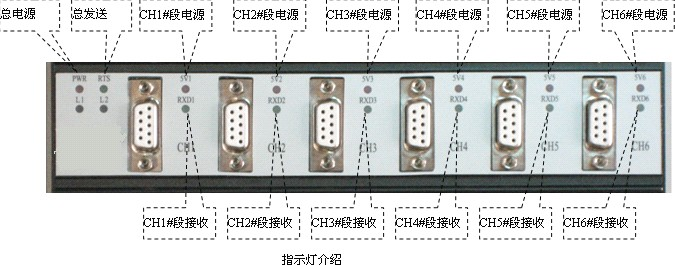 总电源 总发送 CH1#段电源 CH2#段电源 CH3#段电源 CH4#段电源 CH5#段电源 CH6#段电源
PWR RTS 5V1 5V2 5V3 5V4 5V5 5V6
L1 L2 RXD1 RXD2 RXD3 RXD4 RXD5 RXD6
CH1 CH2 CH3 CH4 CH5 CH6
CH1#段接收 CH2#段接收 CH3#段接收 CH4#段接收 CH5#段接收 CH6#段接收
指示灯介绍